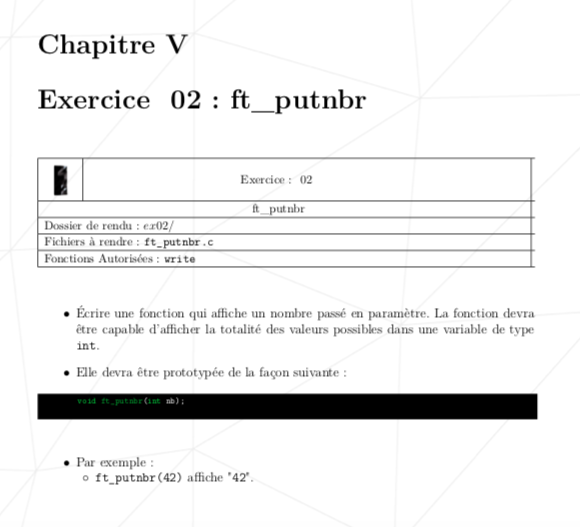 Chapitre V
Exercice 02 : ft_putnbr
Exercice : 02
ft_putnbr
Dossier de rendu : ex02/
Fichiers à rendre : ft_putnbr.c
Fonctions Autorisées : write
• Écrire une fonction qui affiche un nombre passé en paramètre. La fonction devra
être capable d'afficher la totalité des valeurs possibles dans une variable de type
int.
• Elle devra être prototypée de la façon suivante :
void ft_putnbr(int nb);
• Par exemple :
◦ ft_putnbr(42) affiche "42".